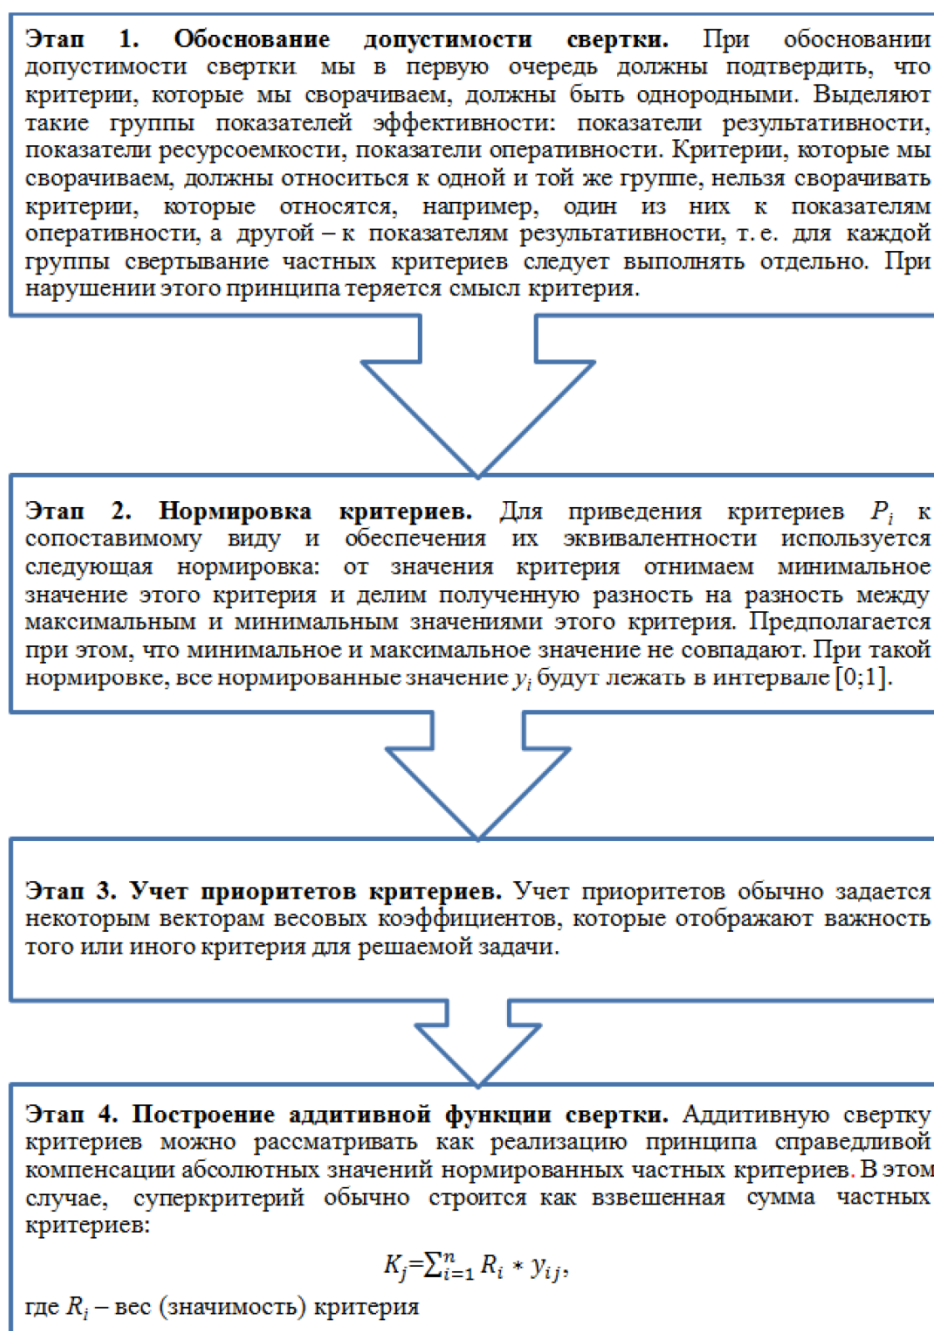 Этап 1. Обоснование допустимости свертки. При обосновании
допустимости свертки мы в первую очередь должны подтвердить, что
критерии, которые мы сворачиваем, должны быть однородными. Выделяют
такие группы показателей эффективности: показатели результативности,
показатели ресурсоемкости, показатели оперативности. Критерии, которые мы
сворачиваем, должны относиться к одной и той же группе, нельзя сворачивать
критерии, которые относятся, например, один из них к показателям
оперативности, а другой – к показателям результативности, т. е. для каждой
группы свертывание частных критериев следует выполнять отдельно. При
нарушении этого принципа теряется смысл критерия.
Этап 2. Нормировка критериев. Для приведения критериев P_i к
сопоставимому виду и обеспечения их эквивалентности используется
следующая нормировка: от значения критерия отнимаем минимальное
значение этого критерия и делим полученную разность на разность между
максимальным и минимальным значениями этого критерия. Предполагается
при этом, что минимальное и максимальное значение не совпадают. При такой
нормировке, все нормированные значение y_i будут лежать в интервале [0;1].
Этап 3. Учет приоритетов критериев. Учет приоритетов обычно задается
некоторым векторам весовых коэффициентов, которые отображают важность
того или иного критерия для решаемой задачи.
Этап 4. Построение аддитивной функции свертки. Аддитивную свертку
критериев можно рассматривать как реализацию принципа справедливой
компенсации абсолютных значений нормированных частных критериев. В этом
случае, суперкритерий обычно строится как взвешенная сумма частных
критериев:
K_j=∑_{i=1}^{n} R_i * y_{ij},
где R_i – вес (значимость) критерия